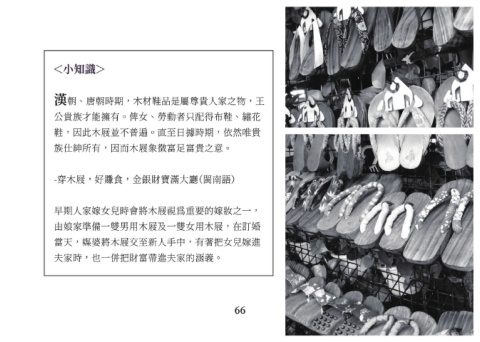 <小知識>
漢朝、唐朝時期，木材鞋品是屬尊貴人家之物，王
公貴族才能擁有。俾女、勞動者只配得布鞋、繡花
鞋，因此木屐並不普遍。直至日據時期，依然唯貴
族仕紳所有，因而木屐象徵富足富貴之意。
-穿木屐，好賺食，金銀財寶滿大廳(閩南語)
早期人家嫁女兒時會將木屐視爲重要的嫁妝之一，
由娘家準備一雙男用木屐及一雙女用木屐，在訂婚
當天，媒婆將木屐交至新人手中，有著把女兒嫁進
夫家時，也一併把財富帶進夫家的涵義。
66